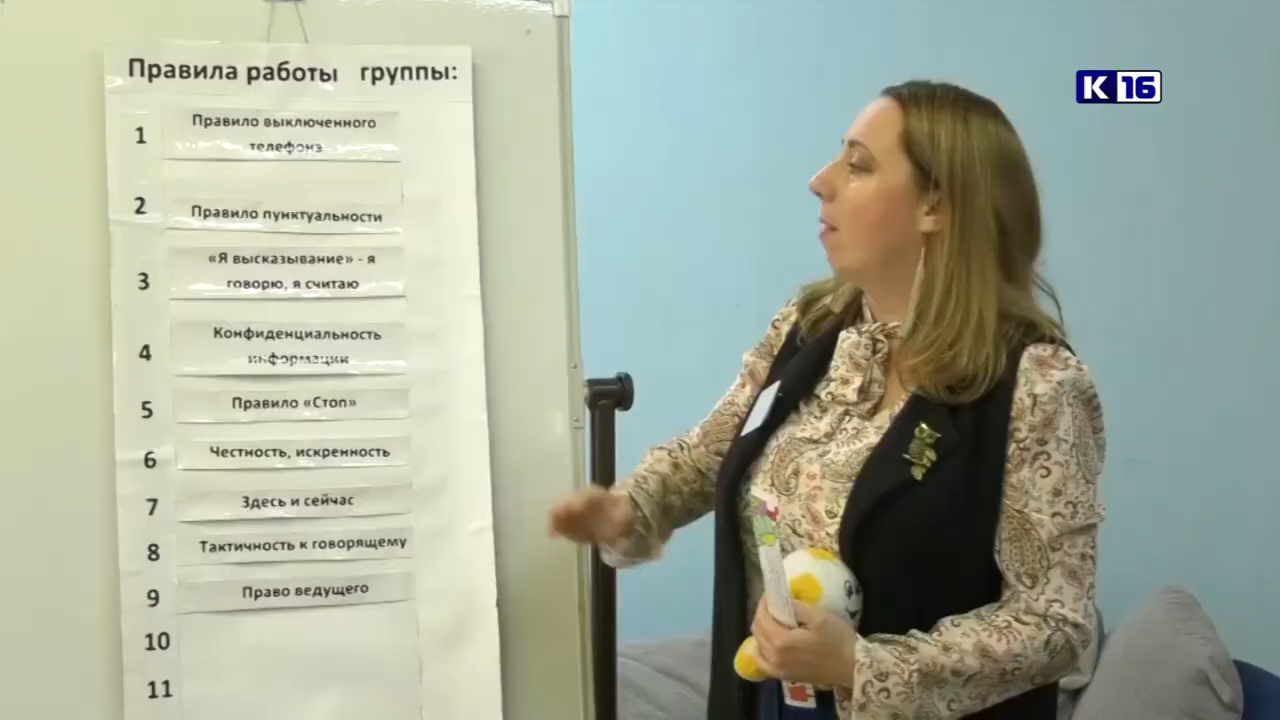 Правила работы группы:
1 Правило выключенного
телефона
2 Правило пунктуальности
3 «Я высказывание» - я
говорю, я считаю
4 Конфиденциальность
информации
5 Правило «Стоп»
6 Честность, искренность
7 Здесь и сейчас
8 Тактичность к говорящему
9 Право ведущего
10
11
К 16